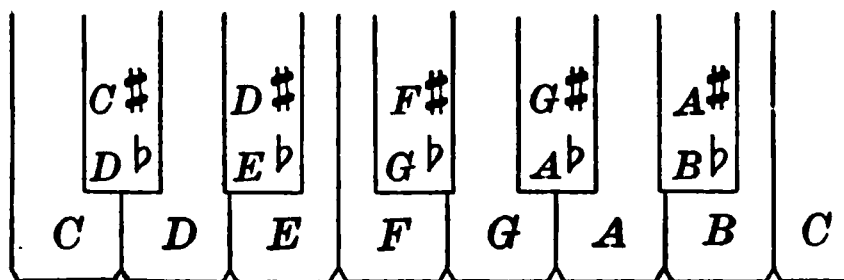 C♯ D♯ F♯ G♯ A♯
D♭ E♭ G♭ A♭ B♭
C D E F G A B C